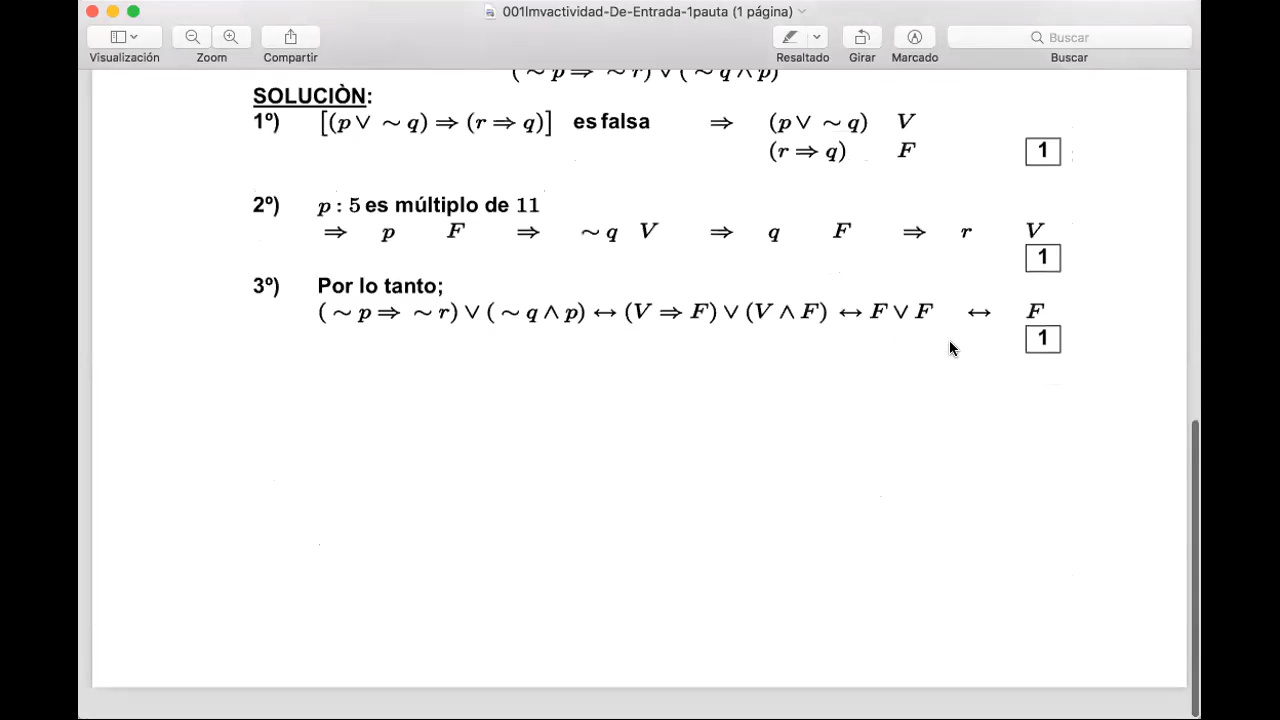 001lmvactividad-De-Entrada-1pauta (1 página)
Visualización Zoom Compartir Resaltado Girar Marcado Buscar
Buscar
(∼p ⇒ ∼r) ∨ (∼q ∧ p)
SOLUCIÒN:
1º) [(p ∨ ∼q) ⇒ (r ⇒ q)] es falsa ⇒ (p ∨ ∼q) V
(r ⇒ q) F 1
2º) p : 5 es múltiplo de 11
⇒ p F ⇒ ∼q V ⇒ q F ⇒ r V
1
3º) Por lo tanto;
(∼p ⇒ ∼r) ∨ (∼q ∧ p) ↔ (V ⇒ F) ∨ (V ∧ F) ↔ F ∨ F ↔ F
1